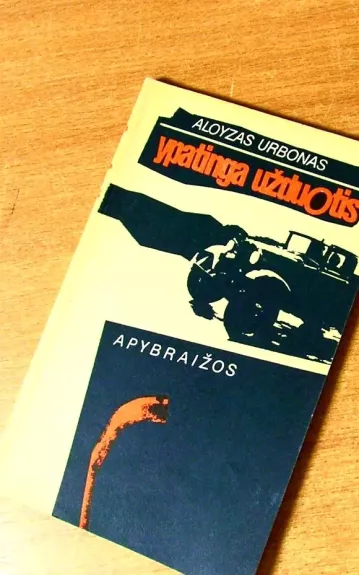 ALOYZAS URBONAS
ypatinga užduotis
APYBRAIŽOS